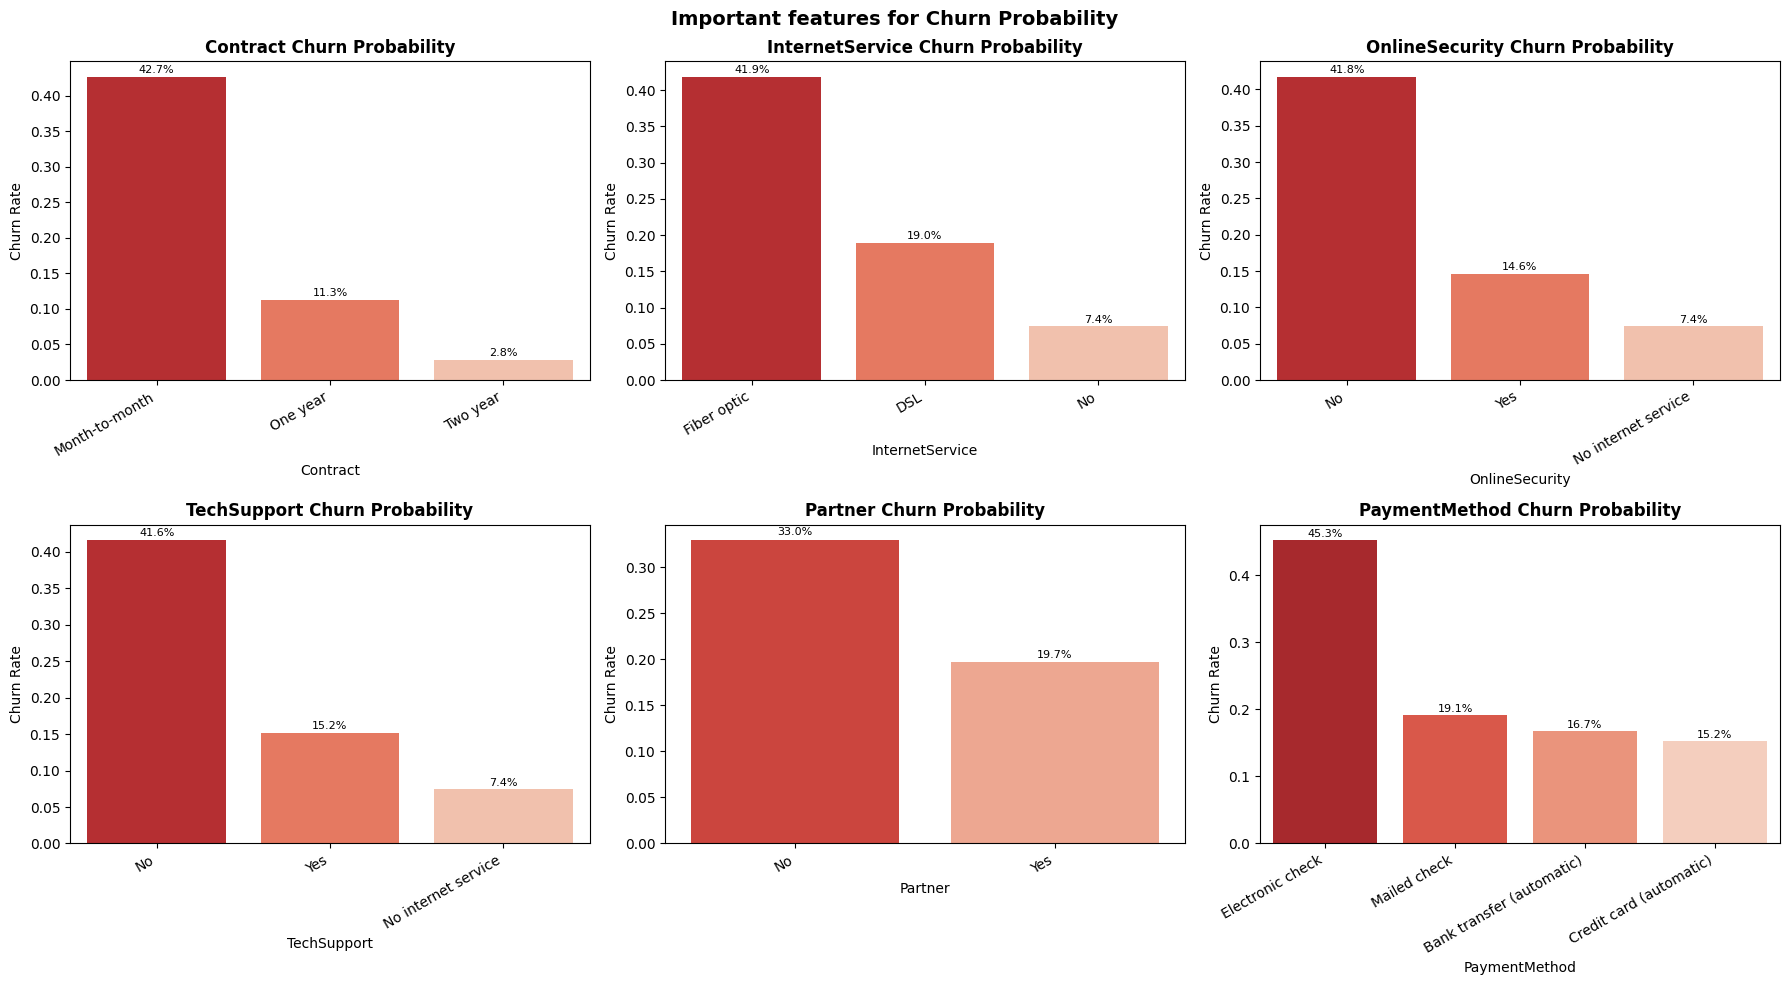 Important features for Churn Probability
Contract Churn Probability
42.7%
11.3%
2.8%
0.40
0.35
0.30
0.25
0.20
0.15
0.10
0.05
0.00
Churn Rate
Month-to-month
One year
Two year
Contract
InternetService Churn Probability
41.9%
19.0%
7.4%
0.40
0.35
0.30
0.25
0.20
0.15
0.10
0.05
0.00
Churn Rate
Fiber optic
DSL
No
InternetService
OnlineSecurity Churn Probability
41.8%
14.6%
7.4%
0.40
0.35
0.30
0.25
0.20
0.15
0.10
0.05
0.00
Churn Rate
No
Yes
No internet service
OnlineSecurity
TechSupport Churn Probability
41.6%
15.2%
7.4%
0.40
0.35
0.30
0.25
0.20
0.15
0.10
0.05
0.00
Churn Rate
No
Yes
No internet service
TechSupport
Partner Churn Probability
33.0%
19.7%
0.30
0.25
0.20
0.15
0.10
0.05
0.00
Churn Rate
No
Yes
Partner
PaymentMethod Churn Probability
45.3%
19.1%
16.7%
15.2%
0.4
0.3
0.2
0.1
0.0
Churn Rate
Electronic check
Mailed check
Bank transfer (automatic)
Credit card (automatic)
PaymentMethod